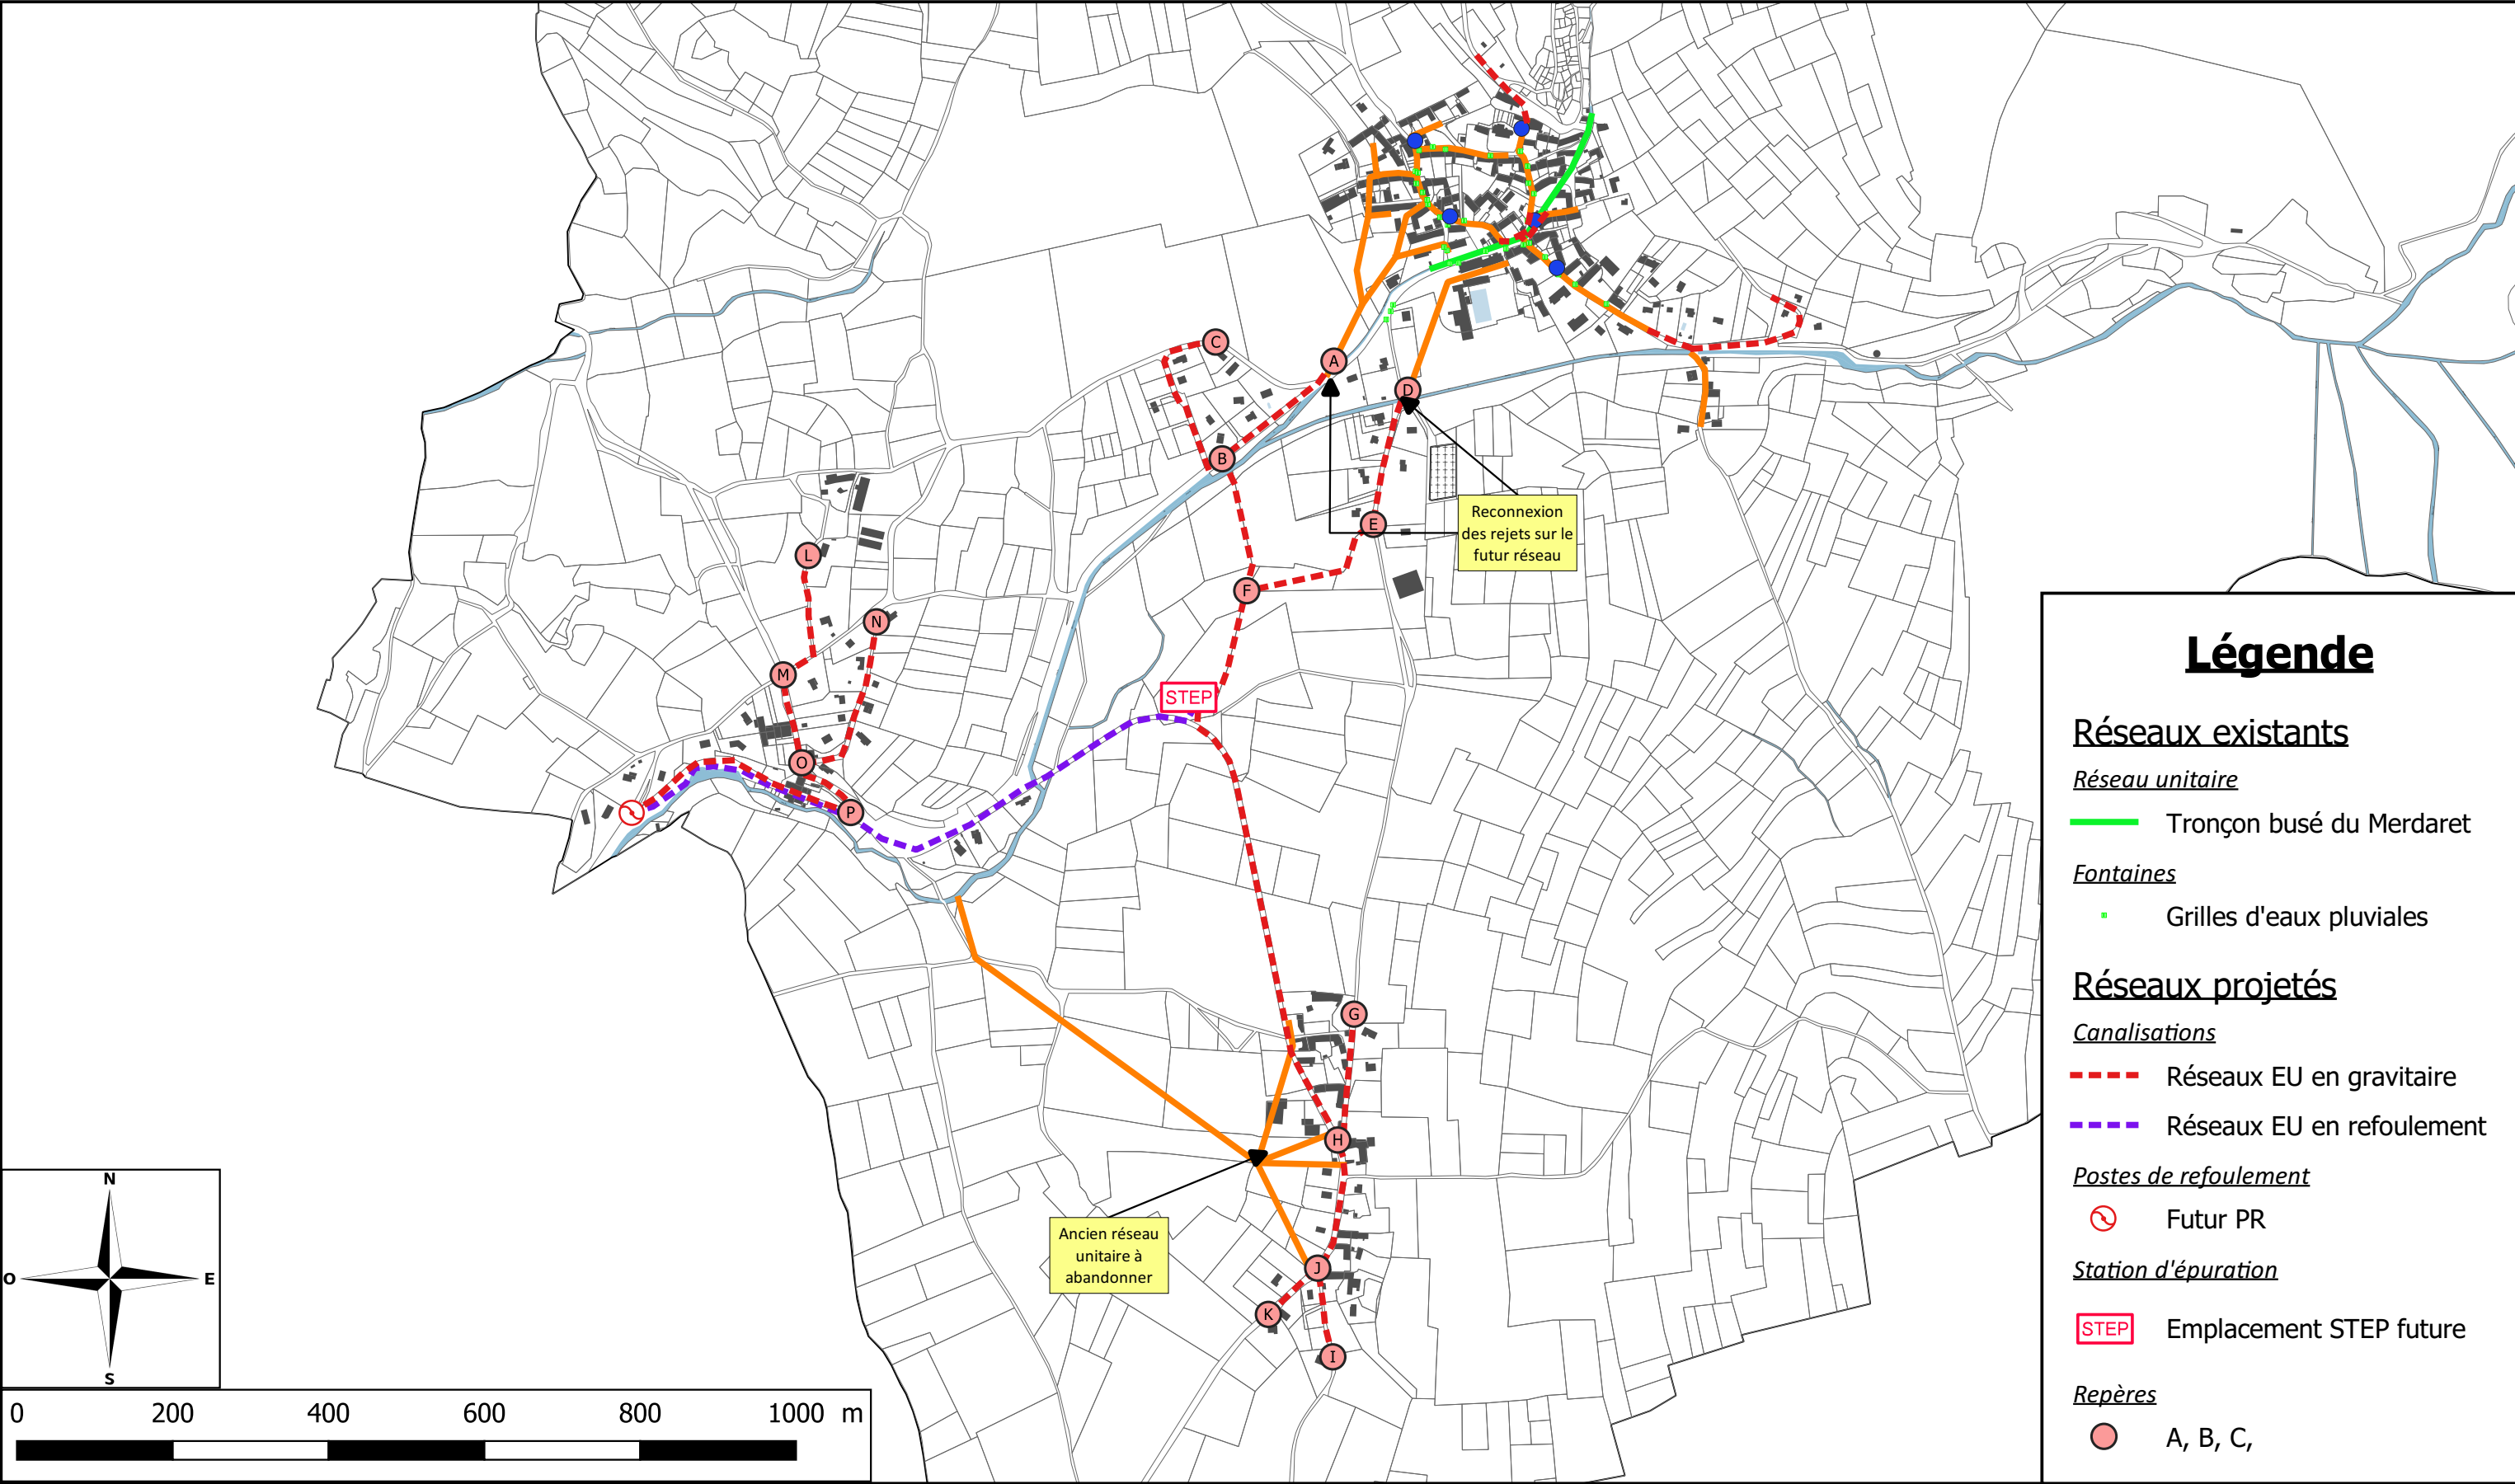 C
A
D
B
Reconnexion
des rejets sur le
futur réseau
E
L
F
N
M
STEP
O
P
G
H
Ancien réseau
unitaire à
abandonner
J
K
I
N
O
E
S
0 200 400 600 800 1000 m
Légende
Réseaux existants
Réseau unitaire
Tronçon busé du Merdaret
Fontaines
Grilles d'eaux pluviales
Réseaux projetés
Canalisations
Réseaux EU en gravitaire
Réseaux EU en refoulement
Postes de refoulement
Futur PR
Station d'épuration
STEP Emplacement STEP future
Repères
A, B, C,